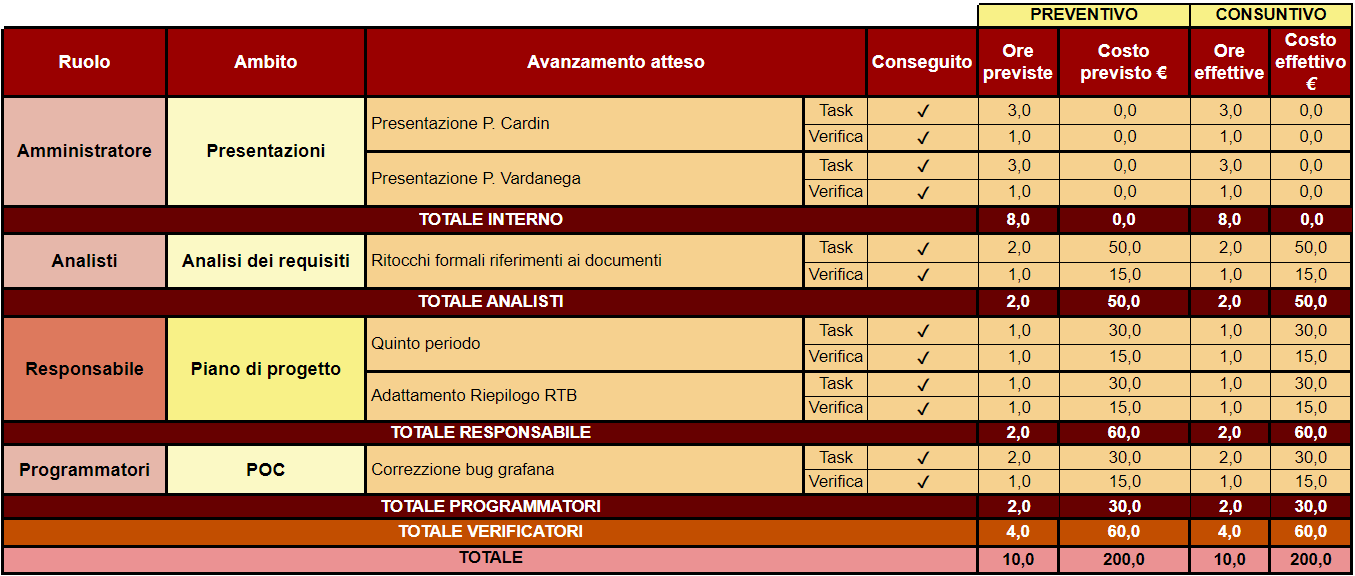 PREVENTIVO CONSUNTIVO
Ruolo Ambito Avanzamento atteso Conseguito Ore previste Costo previsto € Ore effettive Costo effettivo €
Amministratore Presentazioni Presentazione P. Cardin Task ✓ 3,0 0,0 3,0 0,0
Verifica ✓ 1,0 0,0 1,0 0,0
Presentazione P. Vardanega Task ✓ 3,0 0,0 3,0 0,0
Verifica ✓ 1,0 0,0 1,0 0,0
TOTALE INTERNO 8,0 0,0 8,0 0,0
Analisti Analisi dei requisiti Ritocchi formali riferimenti ai documenti Task ✓ 2,0 50,0 2,0 50,0
Verifica ✓ 1,0 15,0 1,0 15,0
TOTALE ANALISTI 2,0 50,0 2,0 50,0
Responsabile Piano di progetto Quinto periodo Task ✓ 1,0 30,0 1,0 30,0
Verifica ✓ 1,0 15,0 1,0 15,0
Adattamento Riepilogo RTB Task ✓ 1,0 30,0 1,0 30,0
Verifica ✓ 1,0 15,0 1,0 15,0
TOTALE RESPONSABILE 2,0 60,0 2,0 60,0
Programmatori POC Correzzione bug grafana Task ✓ 2,0 30,0 2,0 30,0
Verifica ✓ 1,0 15,0 1,0 15,0
TOTALE PROGRAMMATORI 2,0 30,0 2,0 30,0
TOTALE VERIFICATORI 4,0 60,0 4,0 60,0
TOTALE 10,0 200,0 10,0 200,0